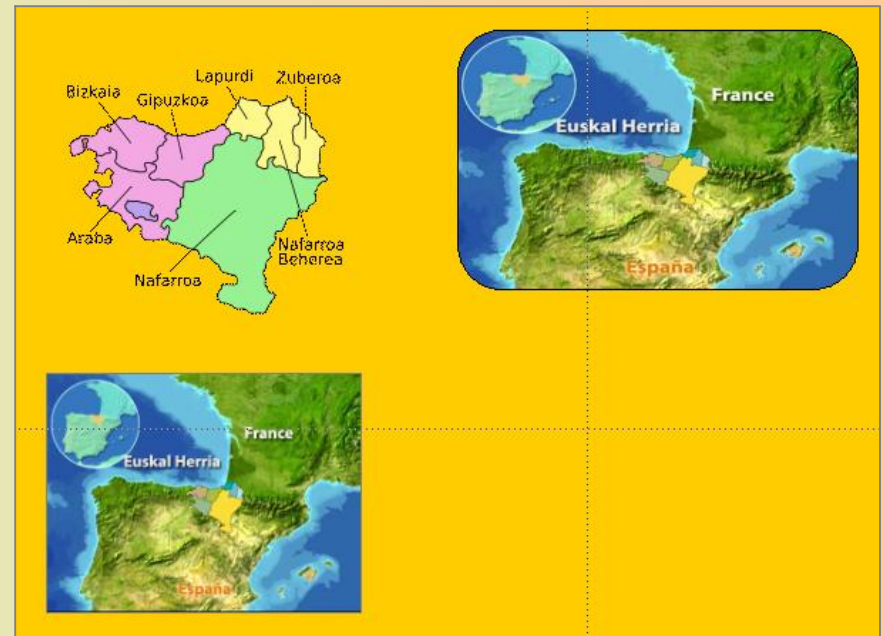 Lapurdi
Zuberoa
Bizkaia
Gipuzkoa
Araba
Nafarroa
Beherea
Nafarroa
France
Euskal Herria
España
France
Euskal Herria
España